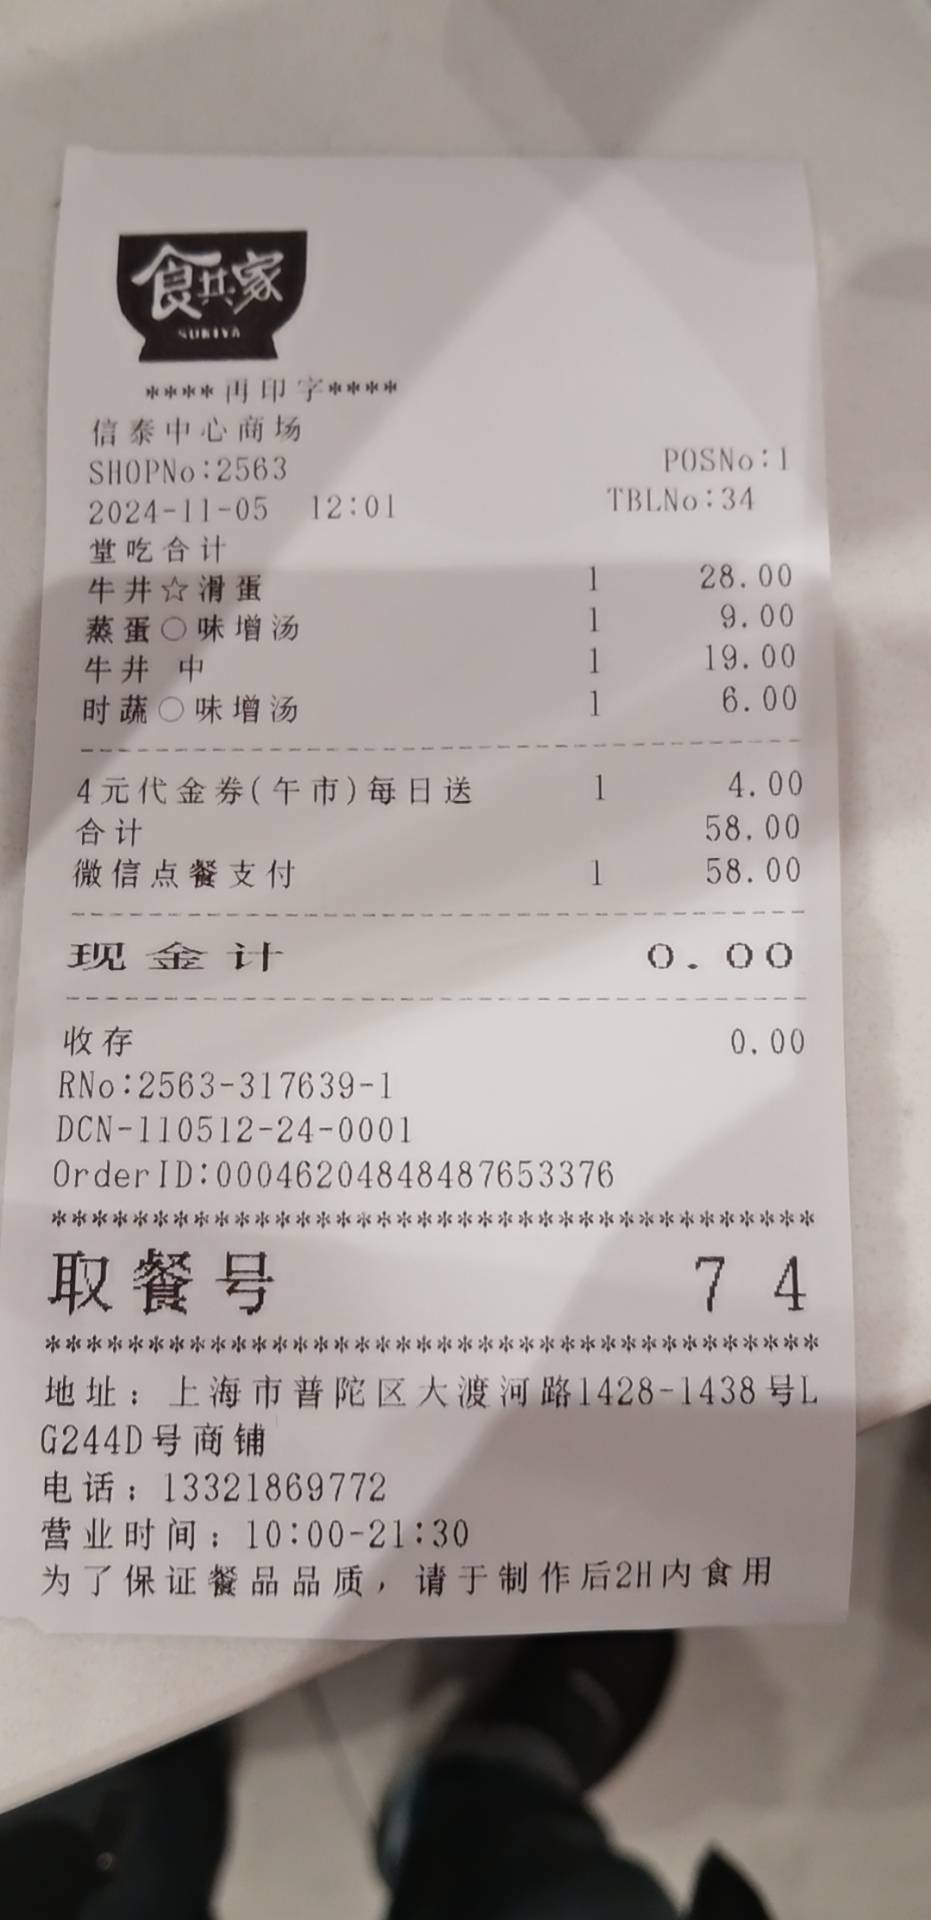 食其家
SUKIYA
****再印字****
信泰中心商场
SHOPNo:2563 POSNo:1
2024-11-05 12:01 TBLNo:34
堂吃合计
牛丼☆滑蛋 1 28.00
蒸蛋○味增汤 1 9.00
牛丼 中 1 19.00
时蔬○味增汤 1 6.00
4元代金券(午市)每日送 1 4.00
合计 58.00
微信点餐支付 1 58.00
现金计 0.00
收存 0.00
RNo:2563-317639-1
DCN-110512-24-0001
OrderID:00046204848487653376
**************************************
取餐号 74
**************************************
地址：上海市普陀区大渡河路1428-1438号L
G244D号商铺
电话：13321869772
营业时间：10:00-21:30
为了保证餐品品质，请于制作后2H内食用